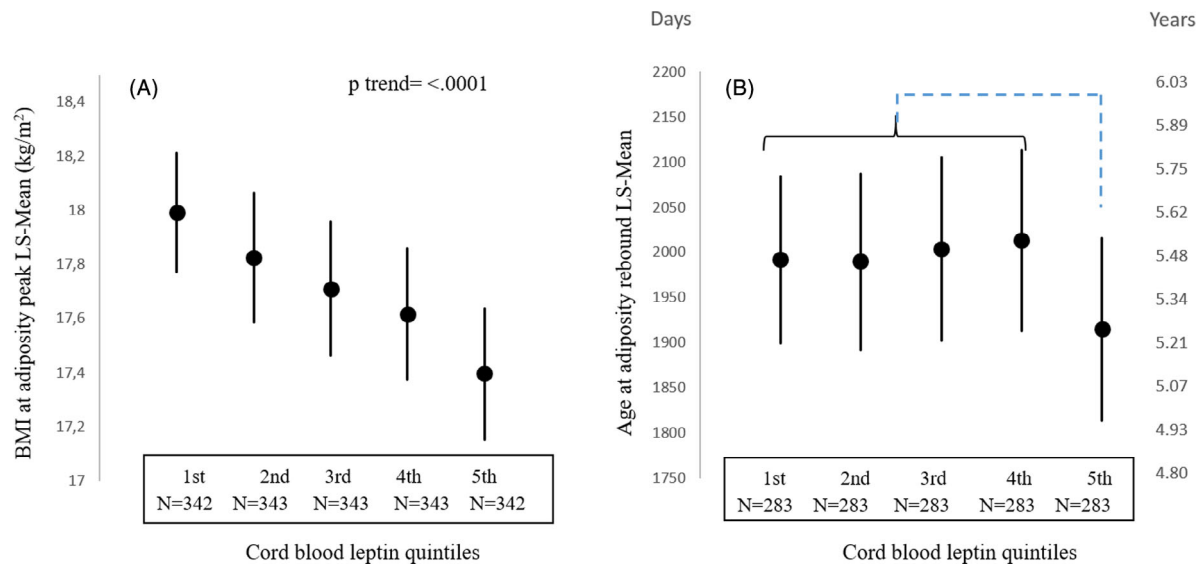 (A)
p trend= <.0001
BMI at adiposity peak LS-Mean (kg/m²)
18,4
18,2
18
17,8
17,6
17,4
17,2
17
1st 2nd 3rd 4th 5th
N=342 N=343 N=343 N=343 N=342
Cord blood leptin quintiles
Days
Years
(B)
Age at adiposity rebound LS-Mean
2200
2150
2100
2050
2000
1950
1900
1850
1800
1750
6.03
5.89
5.75
5.62
5.48
5.34
5.21
5.07
4.93
4.80
1st 2nd 3rd 4th 5th
N=283 N=283 N=283 N=283 N=283
Cord blood leptin quintiles